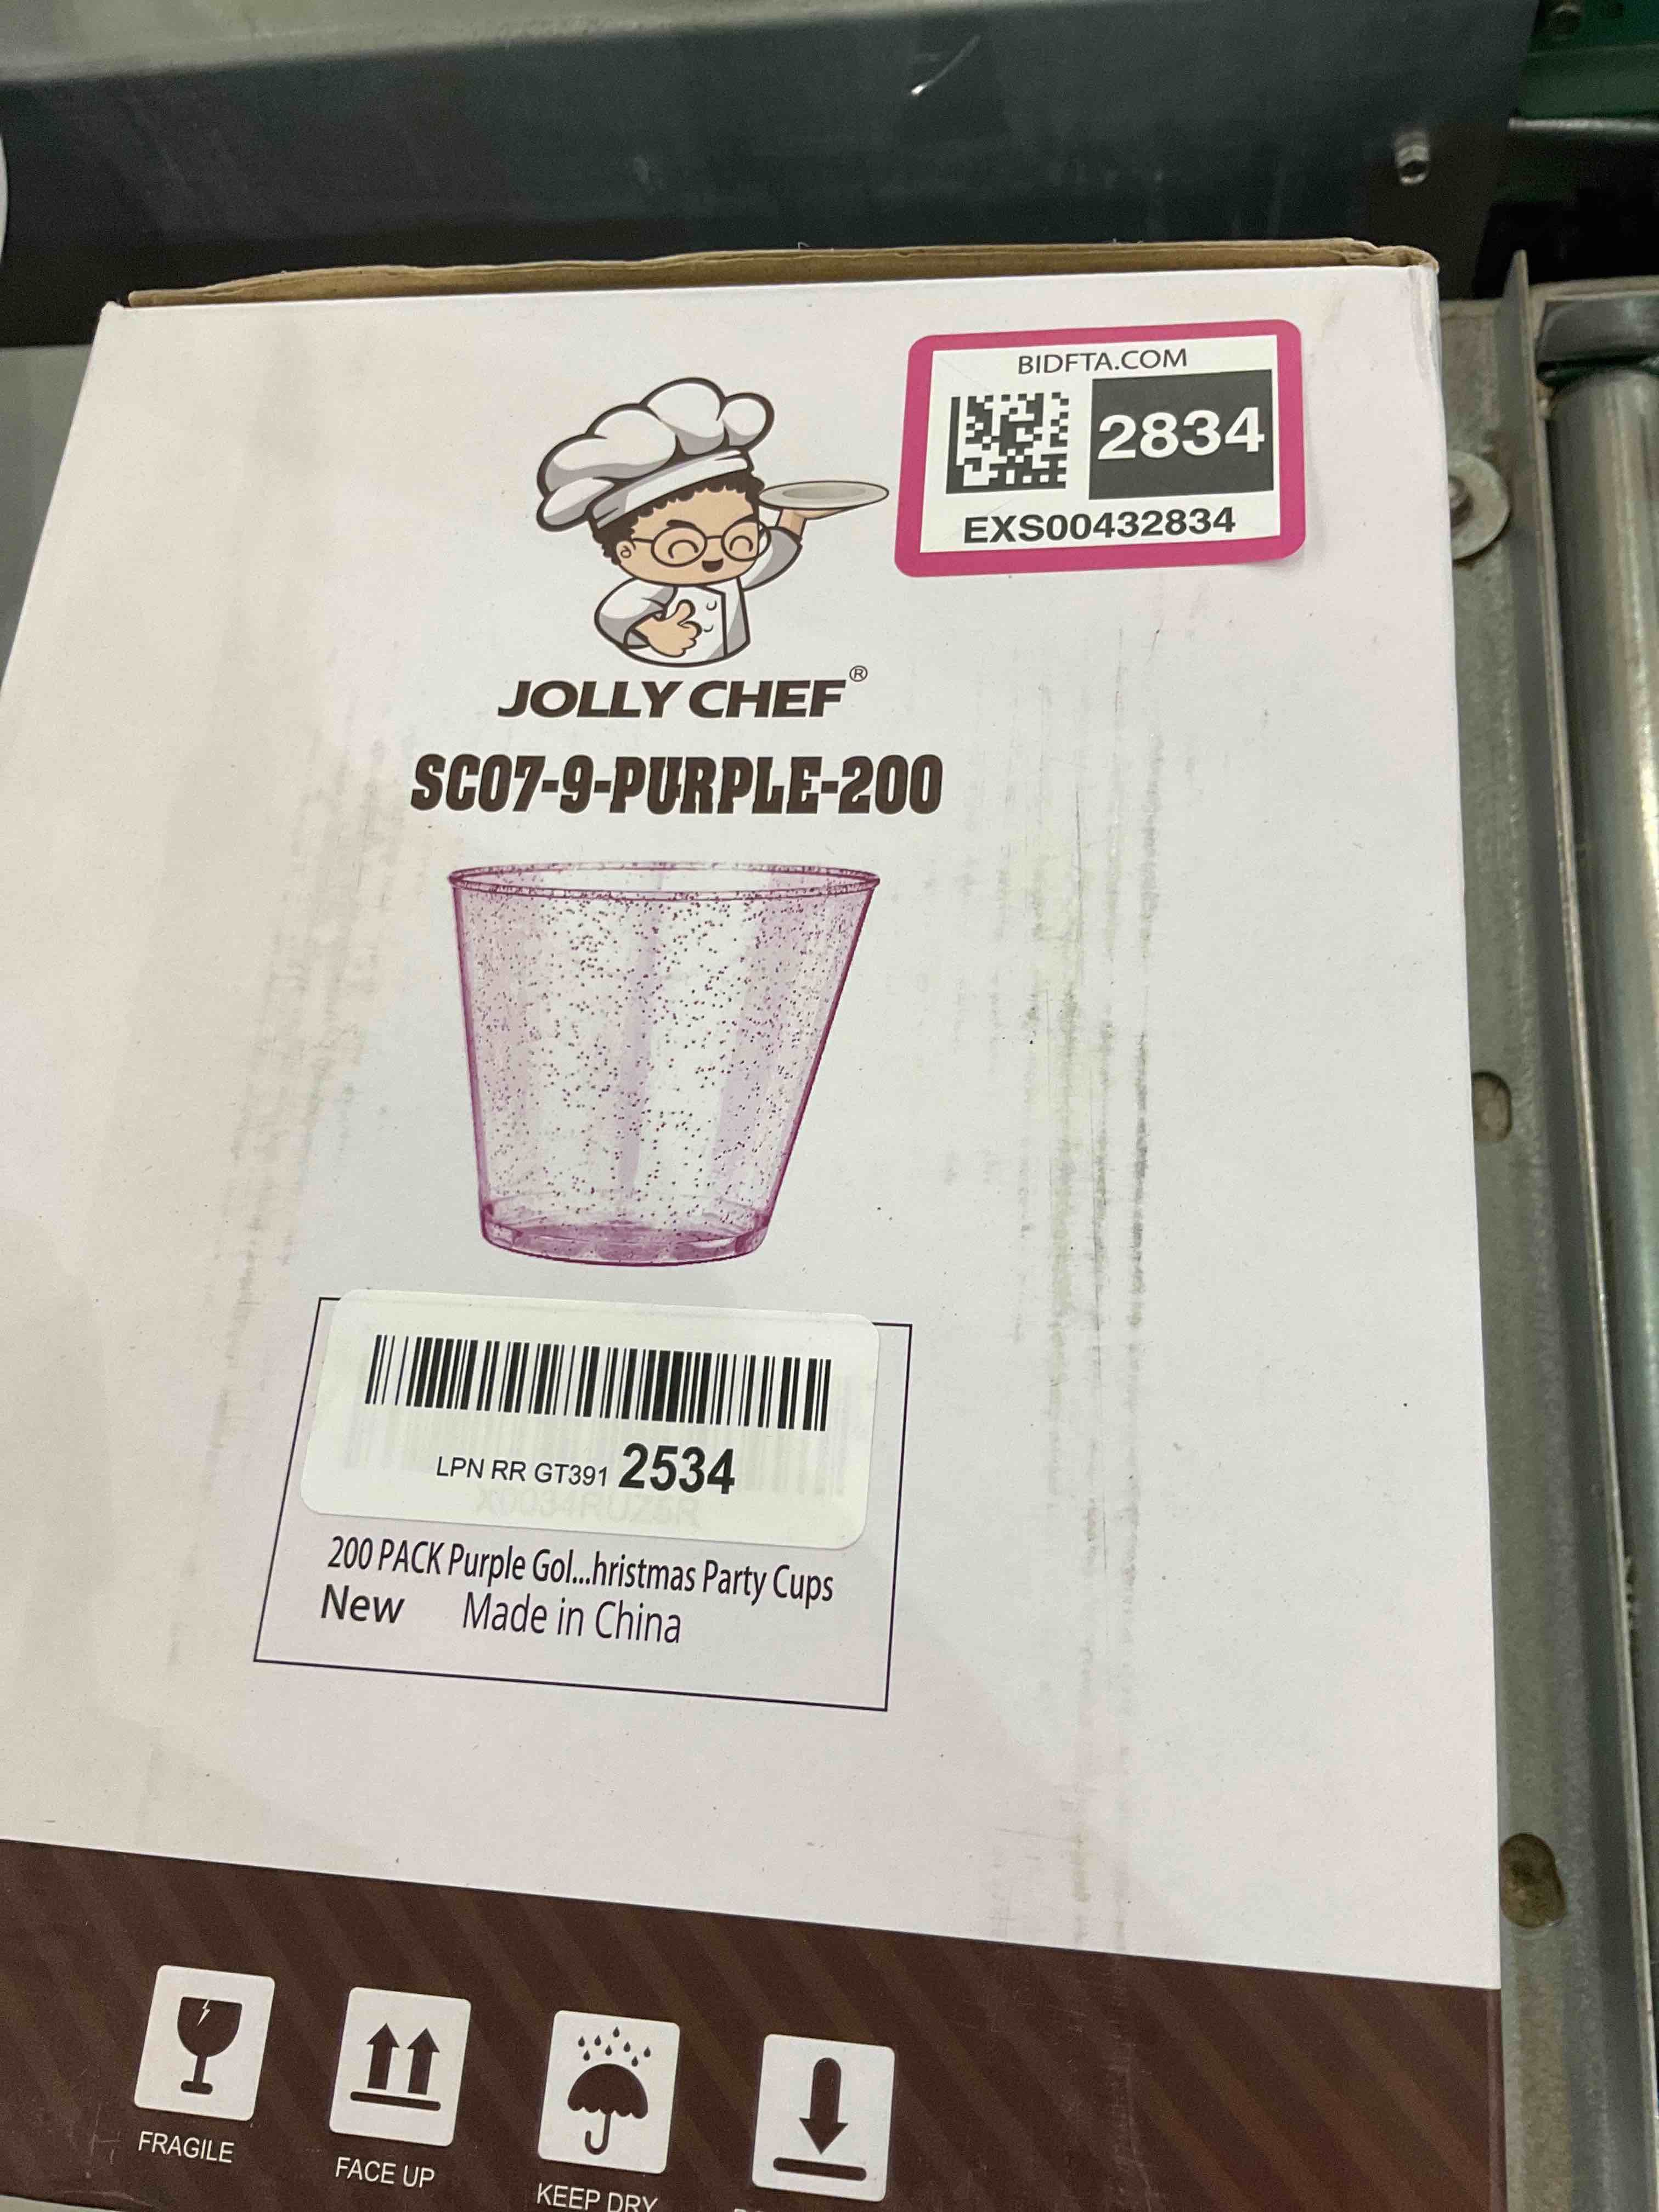 BIDFTA.COM
2834
EXS00432834
JOLLY CHEF®
SC07-9-PURPLE-200
LPN RR GT391 2534
X0034RUZ5R
200 PACK Purple Gol...hristmas Party Cups
New Made in China
FRAGILE
FACE UP
KEEP DRY